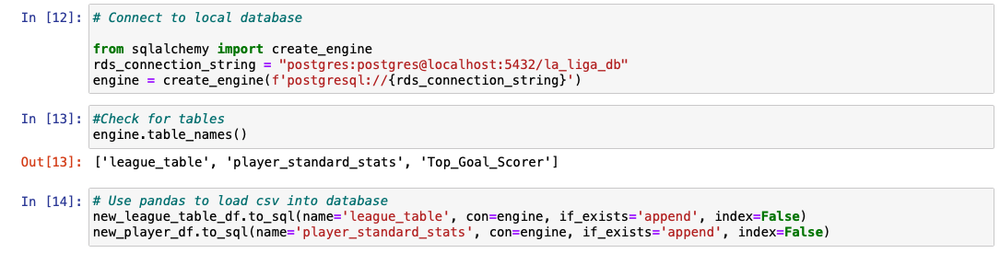 In [12]: # Connect to local database
from sqlalchemy import create_engine
rds_connection_string = "postgres:postgres@localhost:5432/la_liga_db"
engine = create_engine(f'postgresql://{rds_connection_string}')
In [13]: #Check for tables
engine.table_names()
Out[13]: ['league_table', 'player_standard_stats', 'Top_Goal_Scorer']
In [14]: # Use pandas to load csv into database
new_league_table_df.to_sql(name='league_table', con=engine, if_exists='append', index=False)
new_player_df.to_sql(name='player_standard_stats', con=engine, if_exists='append', index=False)